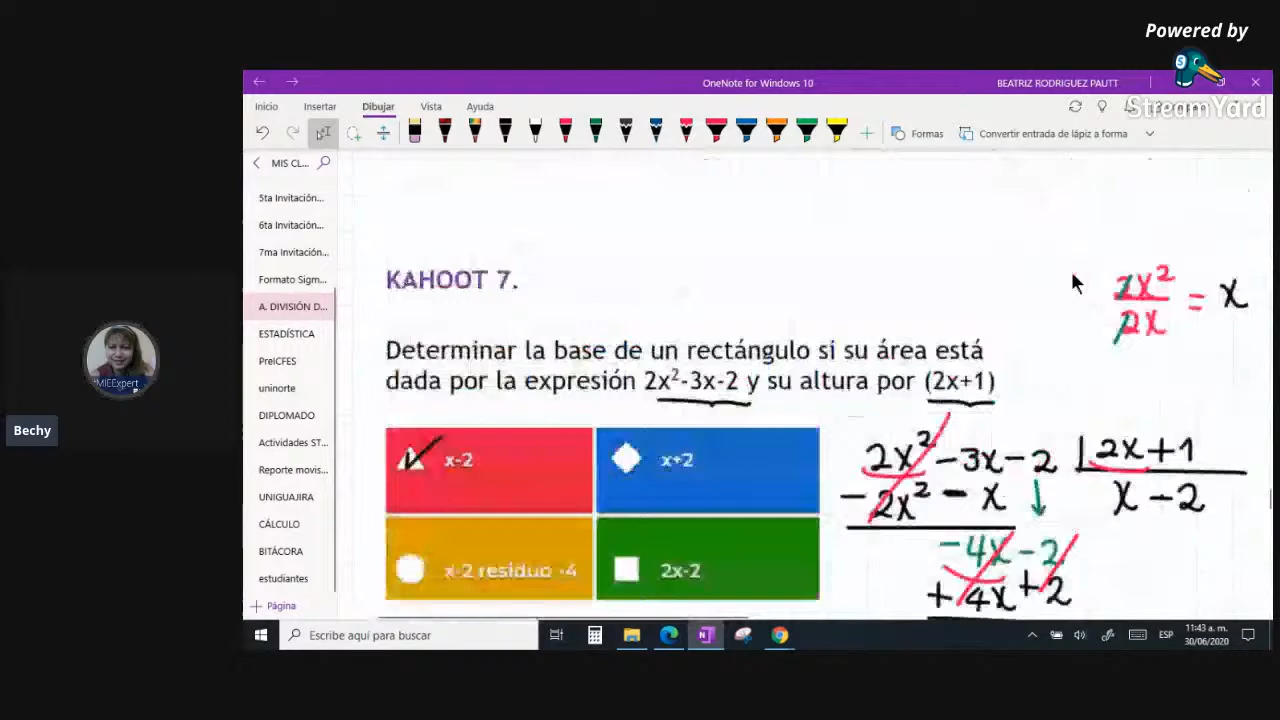 Powered by
StreamYard
OneNote for Windows 10
BEATRIZ RODRIGUEZ PAUTT
Inicio Insertar Dibujar Vista Ayuda
Formas Convertir entrada de lápiz a forma
MIS CL...
5ta Invitación...
6ta Invitación...
7ma Invitación...
Formato Sigm...
A. DIVISIÓN D...
ESTADÍSTICA
PreICFES
uninorte
DIPLOMADO
Actividades ST...
Reporte movis...
UNIGUAJIRA
CÁLCULO
BITÁCORA
estudiantes
+ Página
*MIEExpert
Bechy
KAHOOT 7.
Determinar la base de un rectángulo si su área está
dada por la expresión 2x²-3x-2 y su altura por (2x+1)
x-2
x+2
x-2 residuo -4
2x-2
2x²
2x
= x
2x² -3x -2 | 2x+1
-2x² - x x-2
-4x-2
+4x+2
Escribe aquí para buscar
ESP
11:43 a. m.
30/06/2020